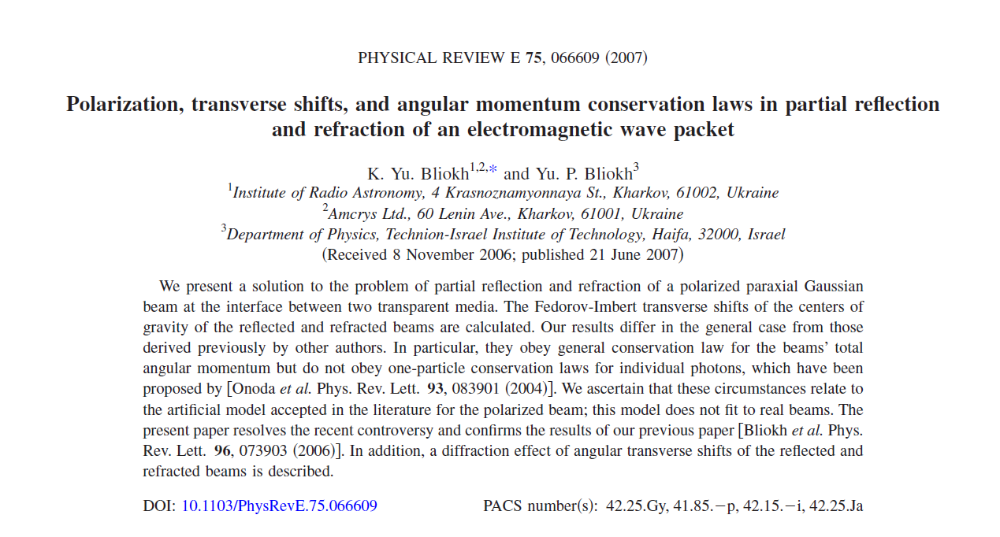 PHYSICAL REVIEW E 75, 066609 (2007)
Polarization, transverse shifts, and angular momentum conservation laws in partial reflection
and refraction of an electromagnetic wave packet
K. Yu. Bliokh1,2,* and Yu. P. Bliokh3
1Institute of Radio Astronomy, 4 Krasnoznamyonnaya St., Kharkov, 61002, Ukraine
2Amcrys Ltd., 60 Lenin Ave., Kharkov, 61001, Ukraine
3Department of Physics, Technion-Israel Institute of Technology, Haifa, 32000, Israel
(Received 8 November 2006; published 21 June 2007)
We present a solution to the problem of partial reflection and refraction of a polarized paraxial Gaussian
beam at the interface between two transparent media. The Fedorov-Imbert transverse shifts of the centers of
gravity of the reflected and refracted beams are calculated. Our results differ in the general case from those
derived previously by other authors. In particular, they obey general conservation law for the beams' total
angular momentum but do not obey one-particle conservation laws for individual photons, which have been
proposed by [Onoda et al. Phys. Rev. Lett. 93, 083901 (2004)]. We ascertain that these circumstances relate to
the artificial model accepted in the literature for the polarized beam; this model does not fit to real beams. The
present paper resolves the recent controversy and confirms the results of our previous paper [Bliokh et al. Phys.
Rev. Lett. 96, 073903 (2006)]. In addition, a diffraction effect of angular transverse shifts of the reflected and
refracted beams is described.
DOI: 10.1103/PhysRevE.75.066609 PACS number(s): 42.25.Gy, 41.85.−p, 42.15.−i, 42.25.Ja